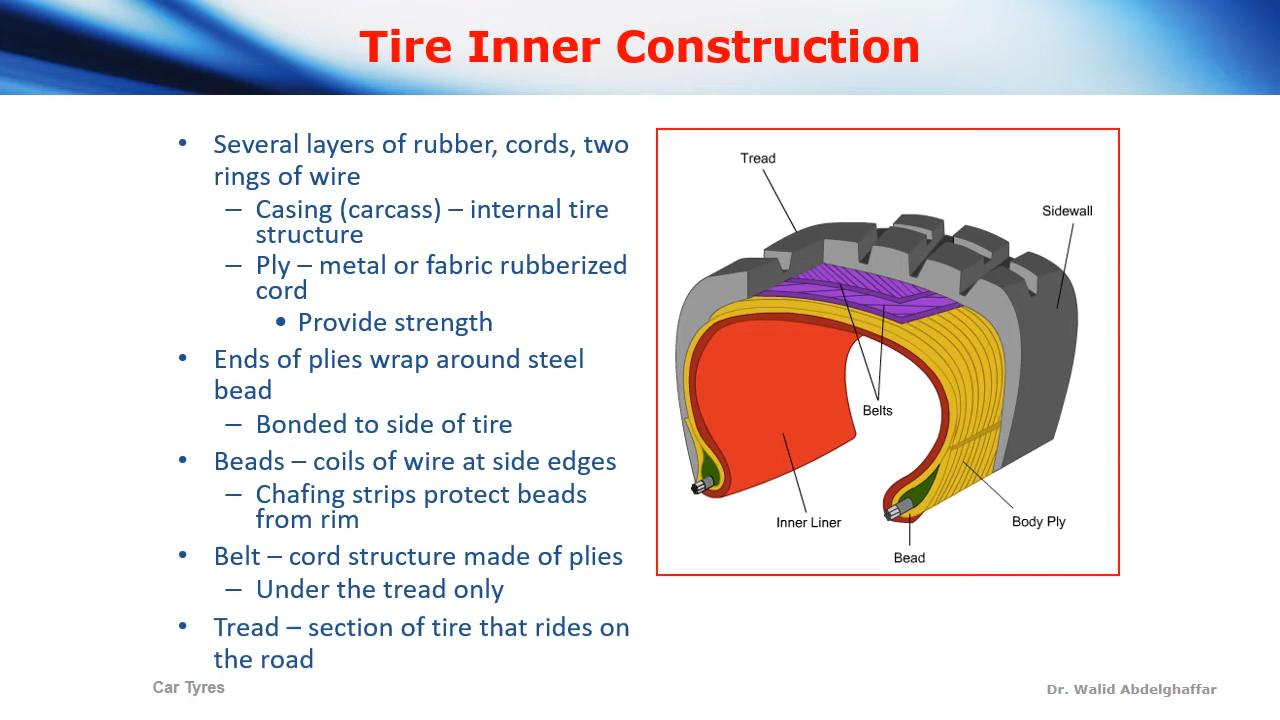 Tire Inner Construction
• Several layers of rubber, cords, two
rings of wire
– Casing (carcass) – internal tire
structure
– Ply – metal or fabric rubberized
cord
• Provide strength
• Ends of plies wrap around steel
bead
– Bonded to side of tire
• Beads – coils of wire at side edges
– Chafing strips protect beads
from rim
• Belt – cord structure made of plies
– Under the tread only
• Tread – section of tire that rides on
the road
Tread
Sidewall
Belts
Inner Liner
Body Ply
Bead
Car Tyres
Dr. Walid Abdelghaffar